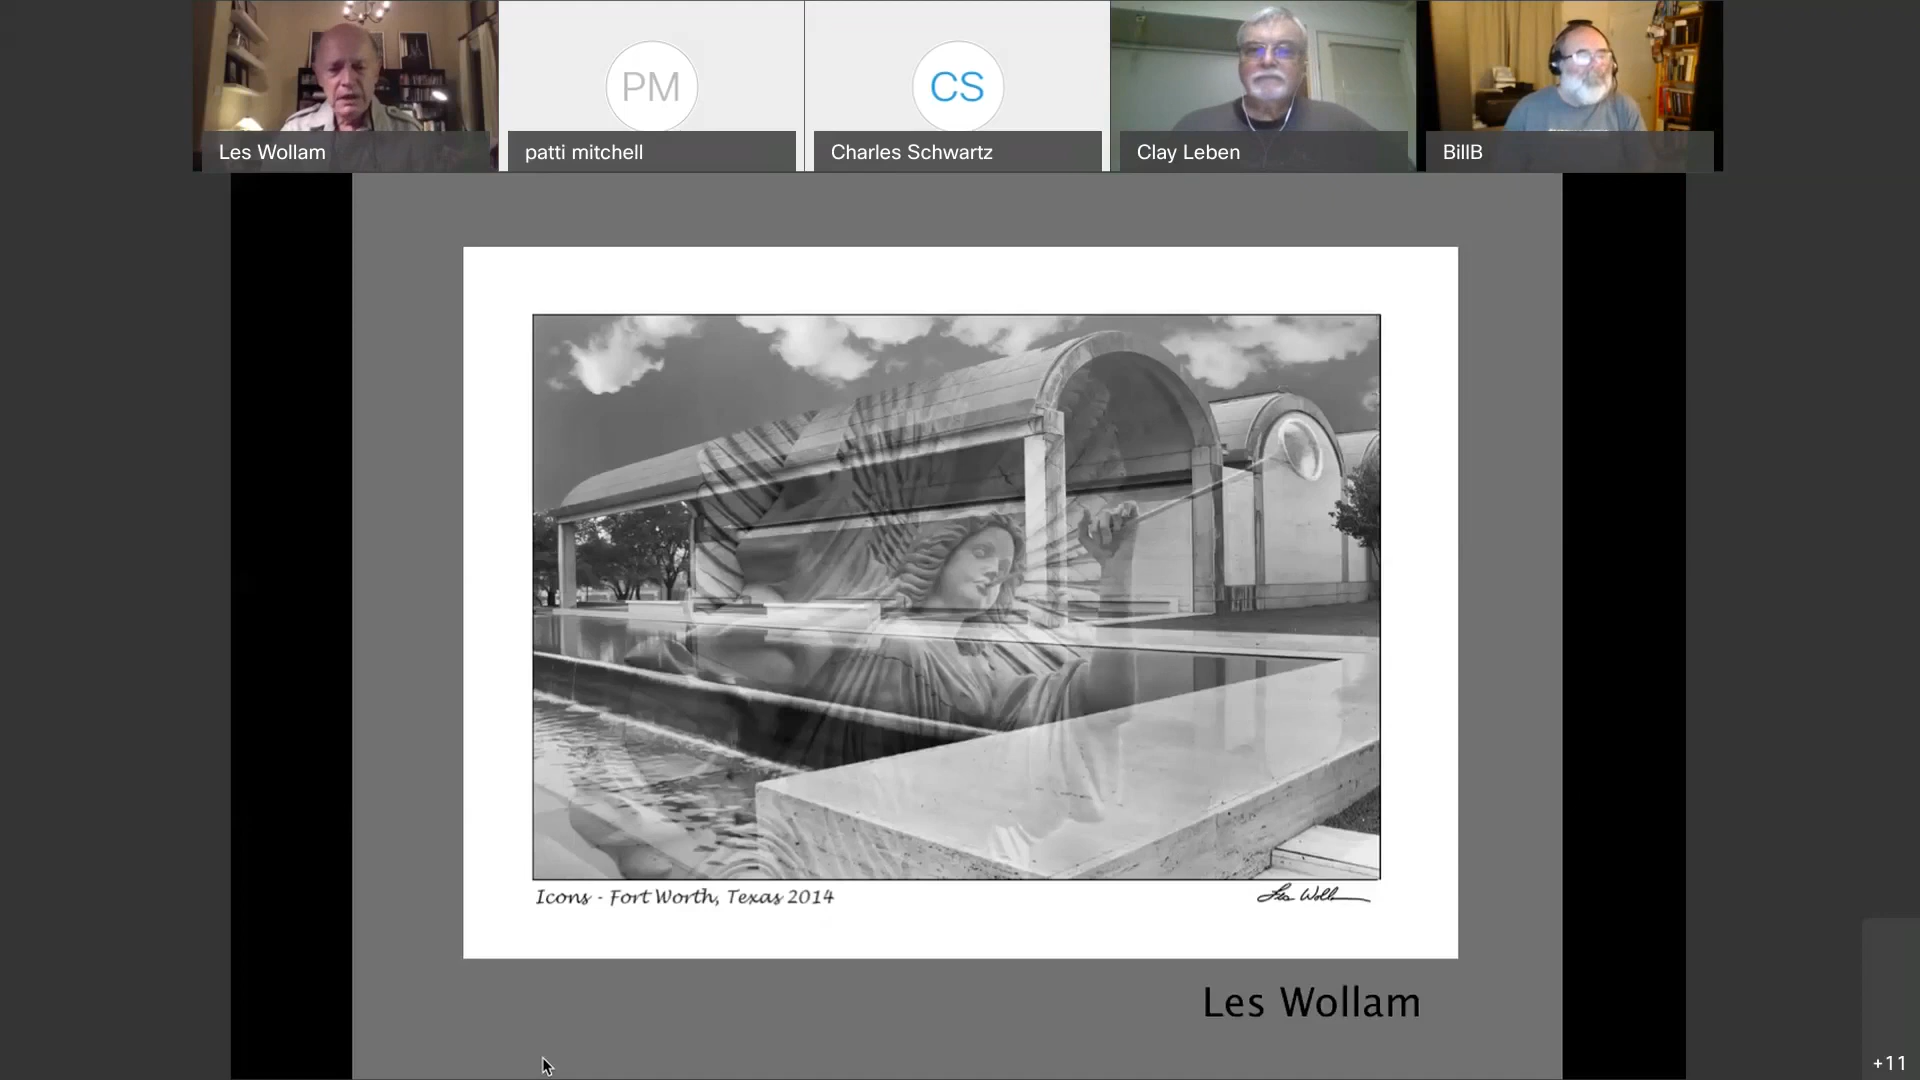 PM
CS
Les Wollam
patti mitchell
Charles Schwartz
Clay Leben
BillB
Icons - Fort Worth, Texas 2014
Les Wollam
+11